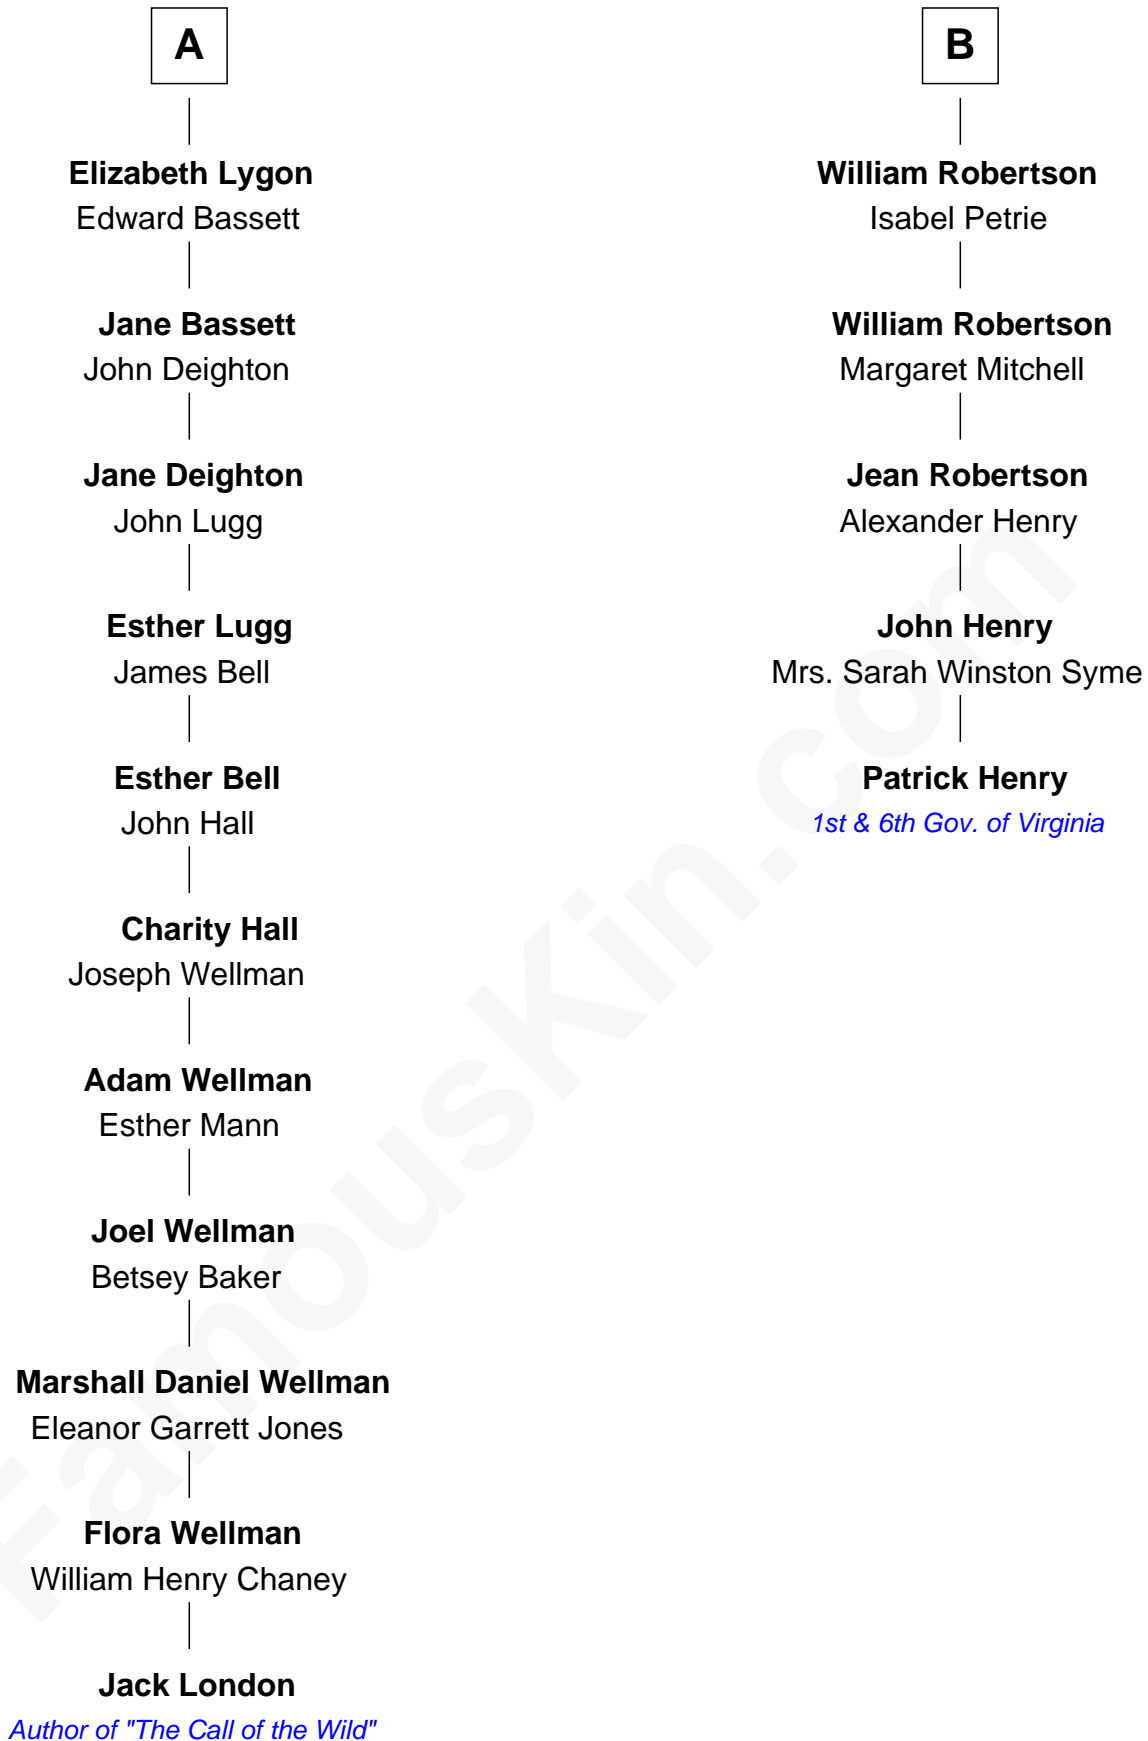 A
Elizabeth Lygon
Edward Bassett
Jane Bassett
John Deighton
Jane Deighton
John Lugg
Esther Lugg
James Bell
Esther Bell
John Hall
Charity Hall
Joseph Wellman
Adam Wellman
Esther Mann
Joel Wellman
Betsey Baker
Marshall Daniel Wellman
Eleanor Garrett Jones
Flora Wellman
William Henry Chaney
Jack London
Author of "The Call of the Wild"
B
William Robertson
Isabel Petrie
William Robertson
Margaret Mitchell
Jean Robertson
Alexander Henry
John Henry
Mrs. Sarah Winston Syme
Patrick Henry
1st & 6th Gov. of Virginia
FamousKin.com